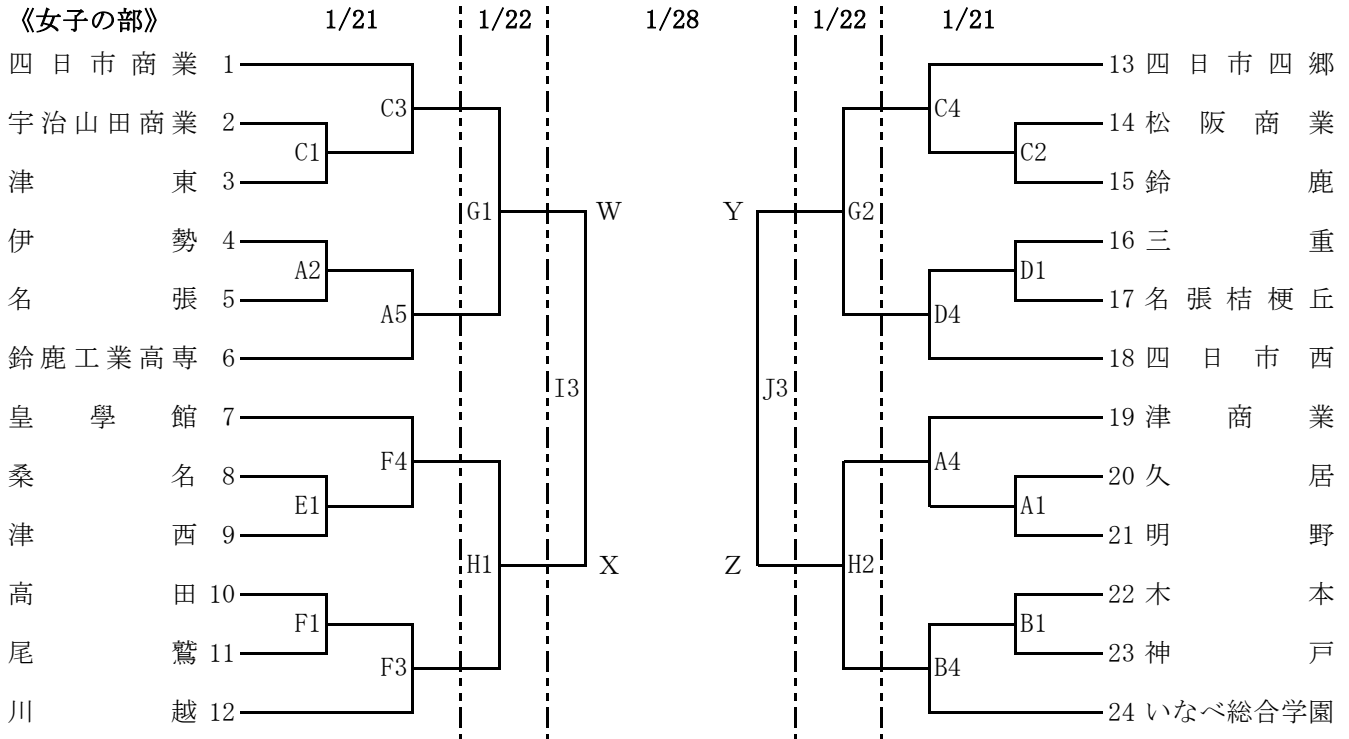 《女子の部》 1/21 1/22 1/28 1/22 1/21
四日市商業 1 13 四日市四郷
C3 C4
宇治山田商業 2 14 松阪商業
C1 C2
津東 3 15 鈴鹿
G1 W Y G2
伊勢 4 16 三重
A2 D1
名張 5 17 名張桔梗丘
A5 D4
鈴鹿工業高専 6 18 四日市西
I3 J3
皇學館 7 19 津商業
F4 A4
桑名 8 20 久居
E1 A1
津西 9 21 明野
H1 X Z H2
高田 10 22 木本
F1 B1
尾鷲 11 23 神戸
F3 B4
川越 12 24 いなべ総合学園